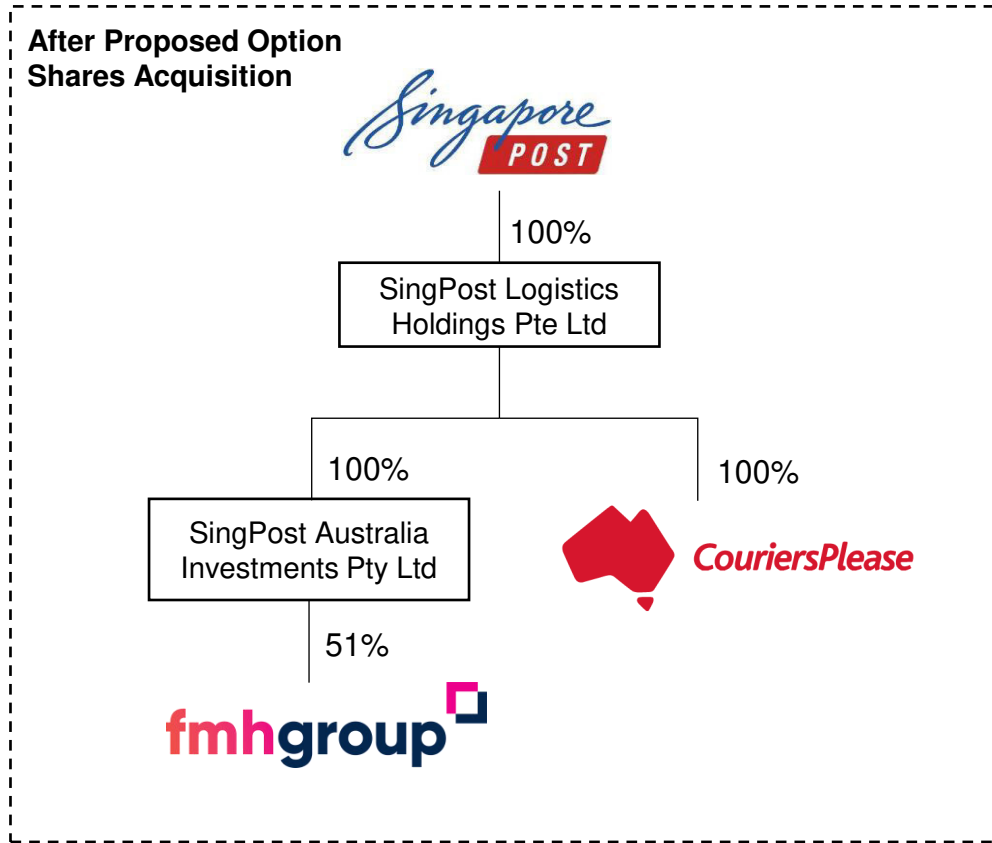 After Proposed Option
Shares Acquisition
Singapore
POST
100%
SingPost Logistics
Holdings Pte Ltd
100%
100%
SingPost Australia
Investments Pty Ltd
CouriersPlease
51%
fmhgroup